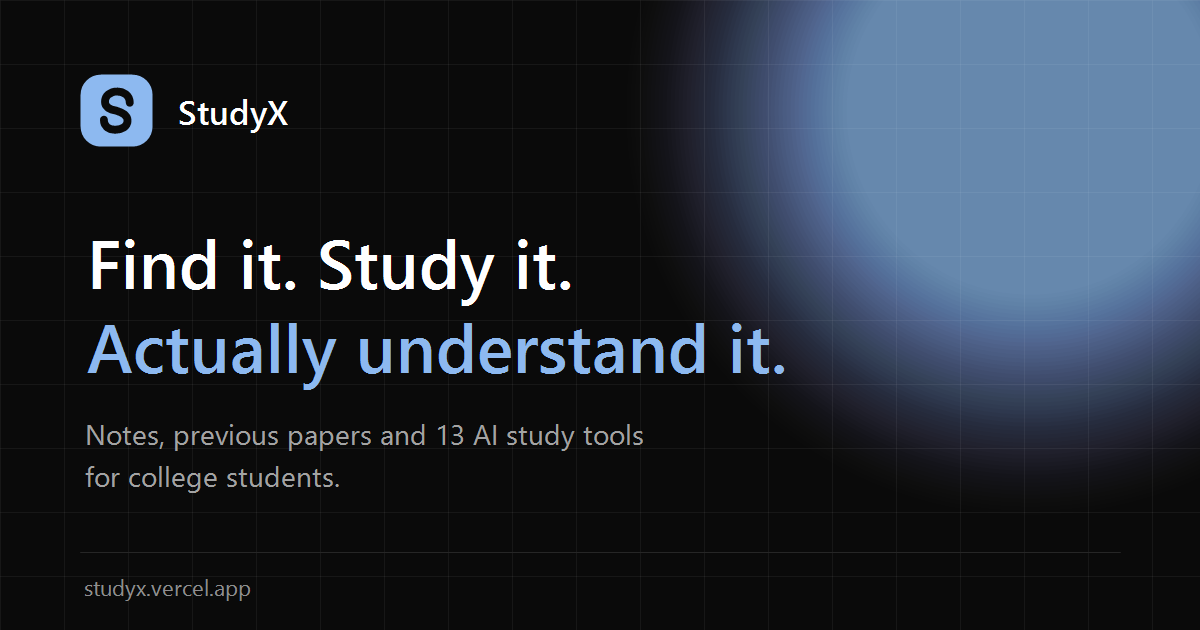 S
StudyX
Find it. Study it.
Actually understand it.
Notes, previous papers and 13 AI study tools
for college students.
studyx.vercel.app